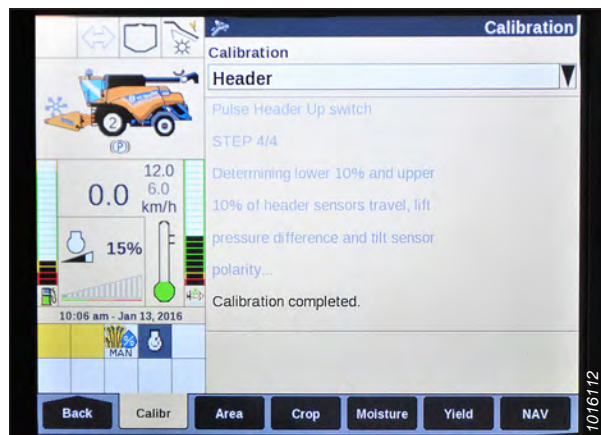 Calibration
Calibration
Header
Pulse Header Up switch
STEP 4/4
Determining lower 10% and upper
10% of header sensors travel, lift
pressure difference and tilt sensor
polarity...
Calibration completed.
2
(P)
12.0
0.0 6.0
km/h
F
15%
10:06 am - Jan 13, 2016
MAN
Back Calibr Area Crop Moisture Yield NAV
1016112